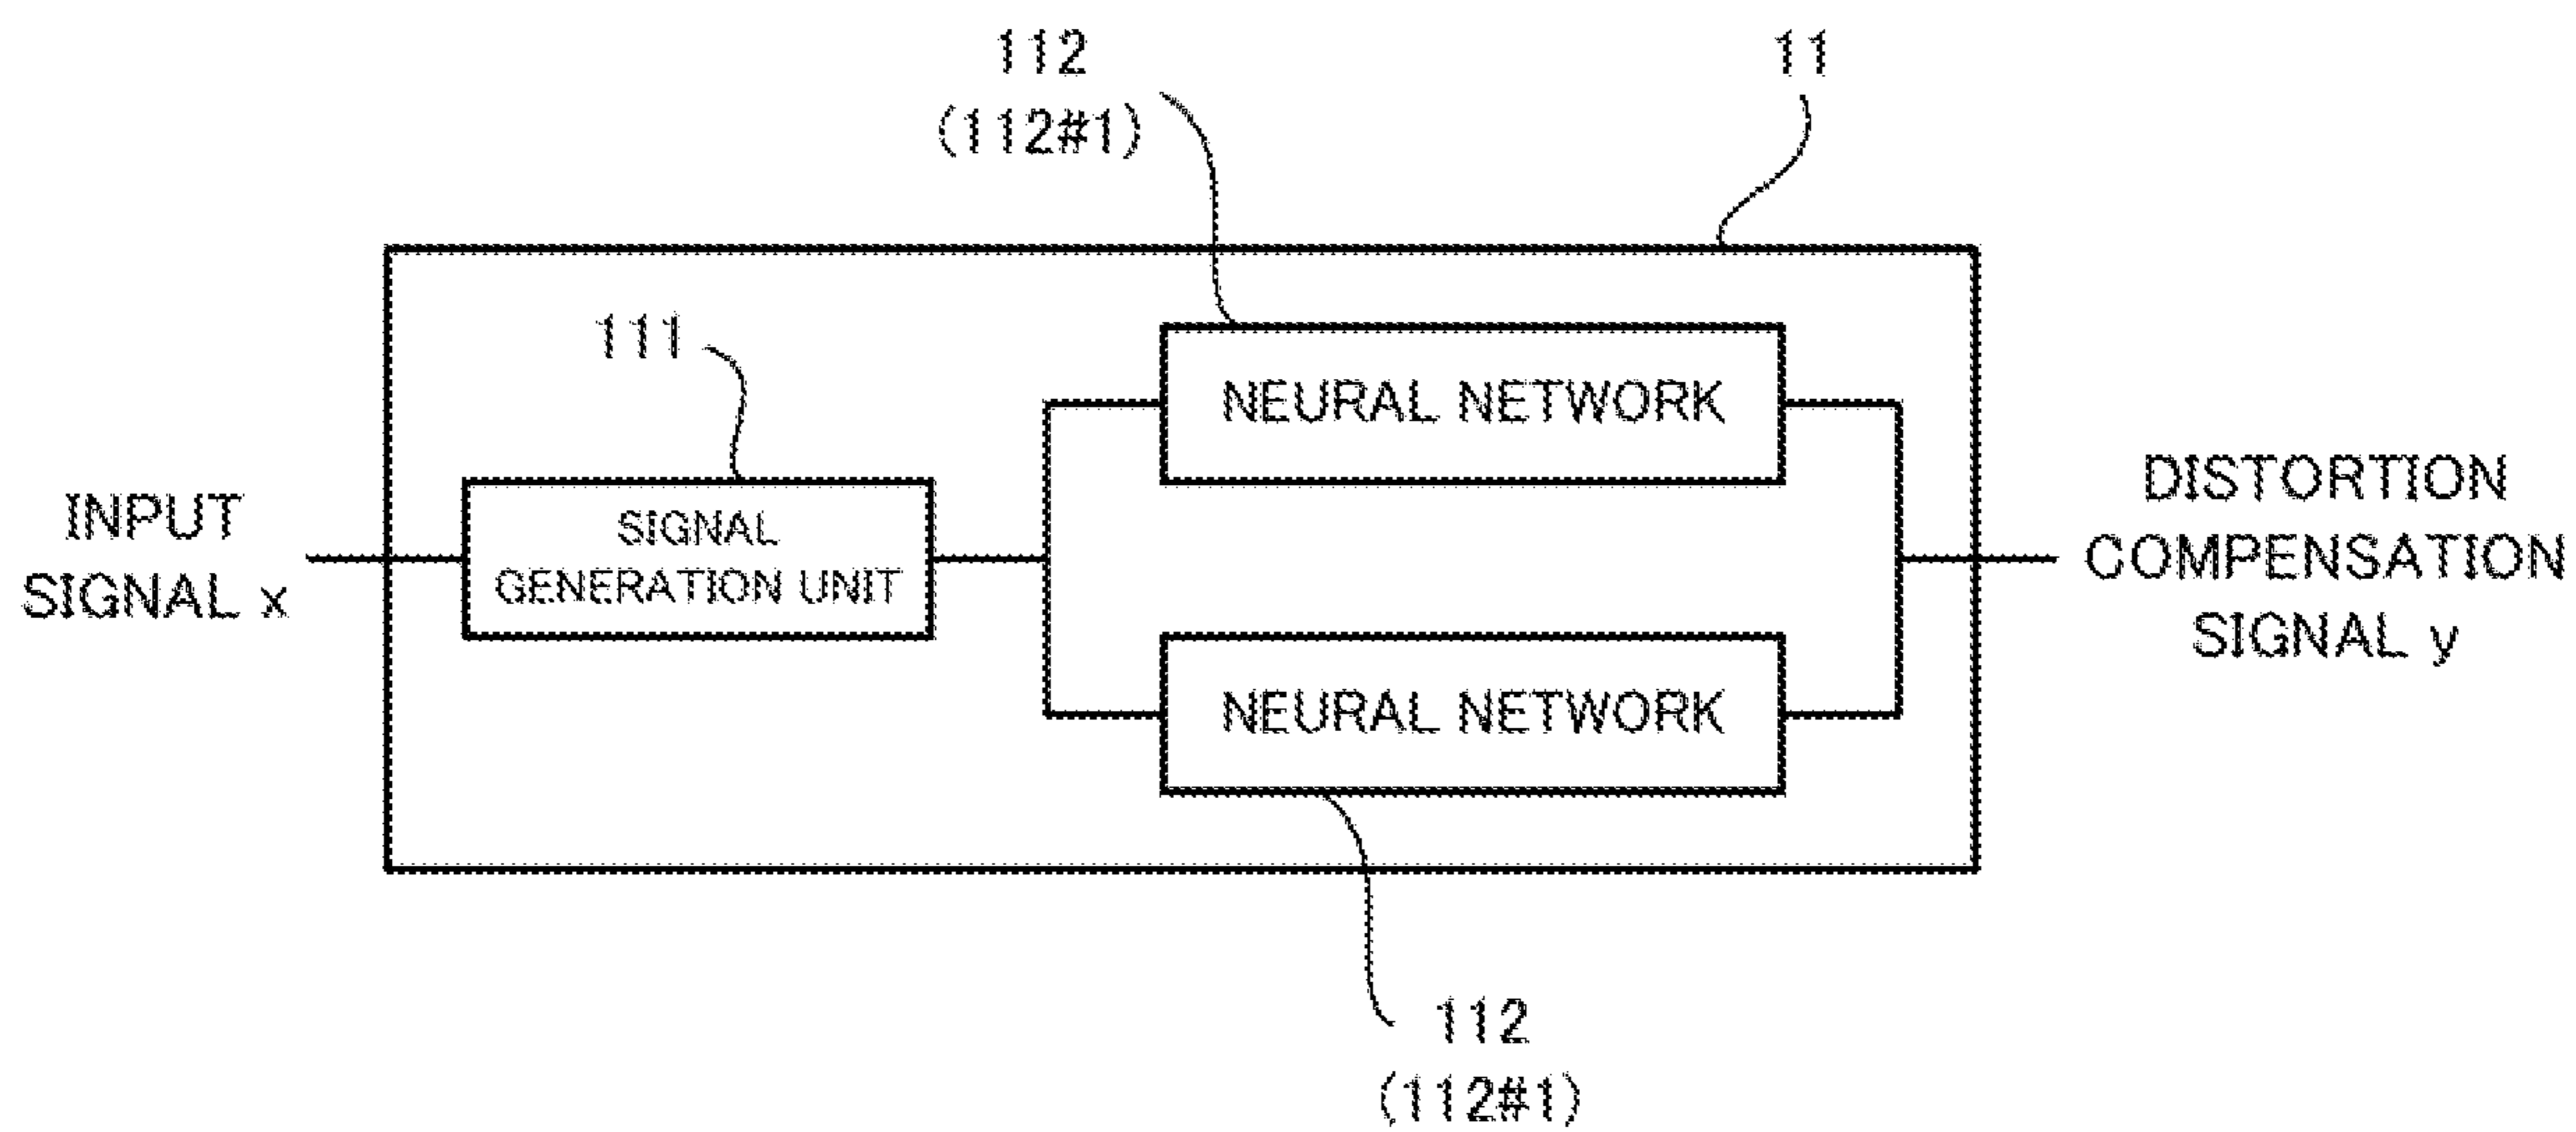 112
(112#1)
11
111
NEURAL NETWORK
INPUT
SIGNAL x
SIGNAL
GENERATION UNIT
DISTORTION
COMPENSATION
SIGNAL y
NEURAL NETWORK
112
(112#1)